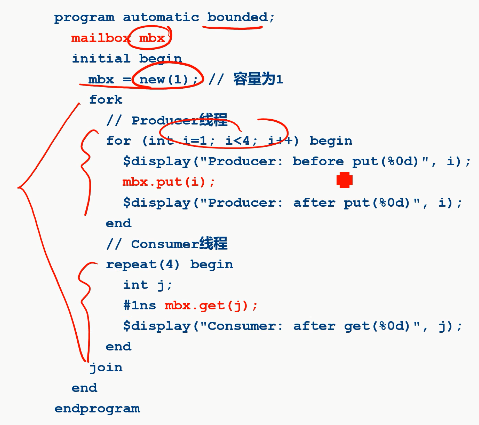 program automatic bounded;
mailbox mbx;
initial begin
mbx = new(1); // 容量为1
fork
// Producer线程
for (int i=1; i<4; i++) begin
$display("Producer: before put(%0d)", i);
mbx.put(i);
$display("Producer: after put(%0d)", i);
end
// Consumer线程
repeat(4) begin
int j;
#1ns mbx.get(j);
$display("Consumer: after get(%0d)", j);
end
join
end
endprogram